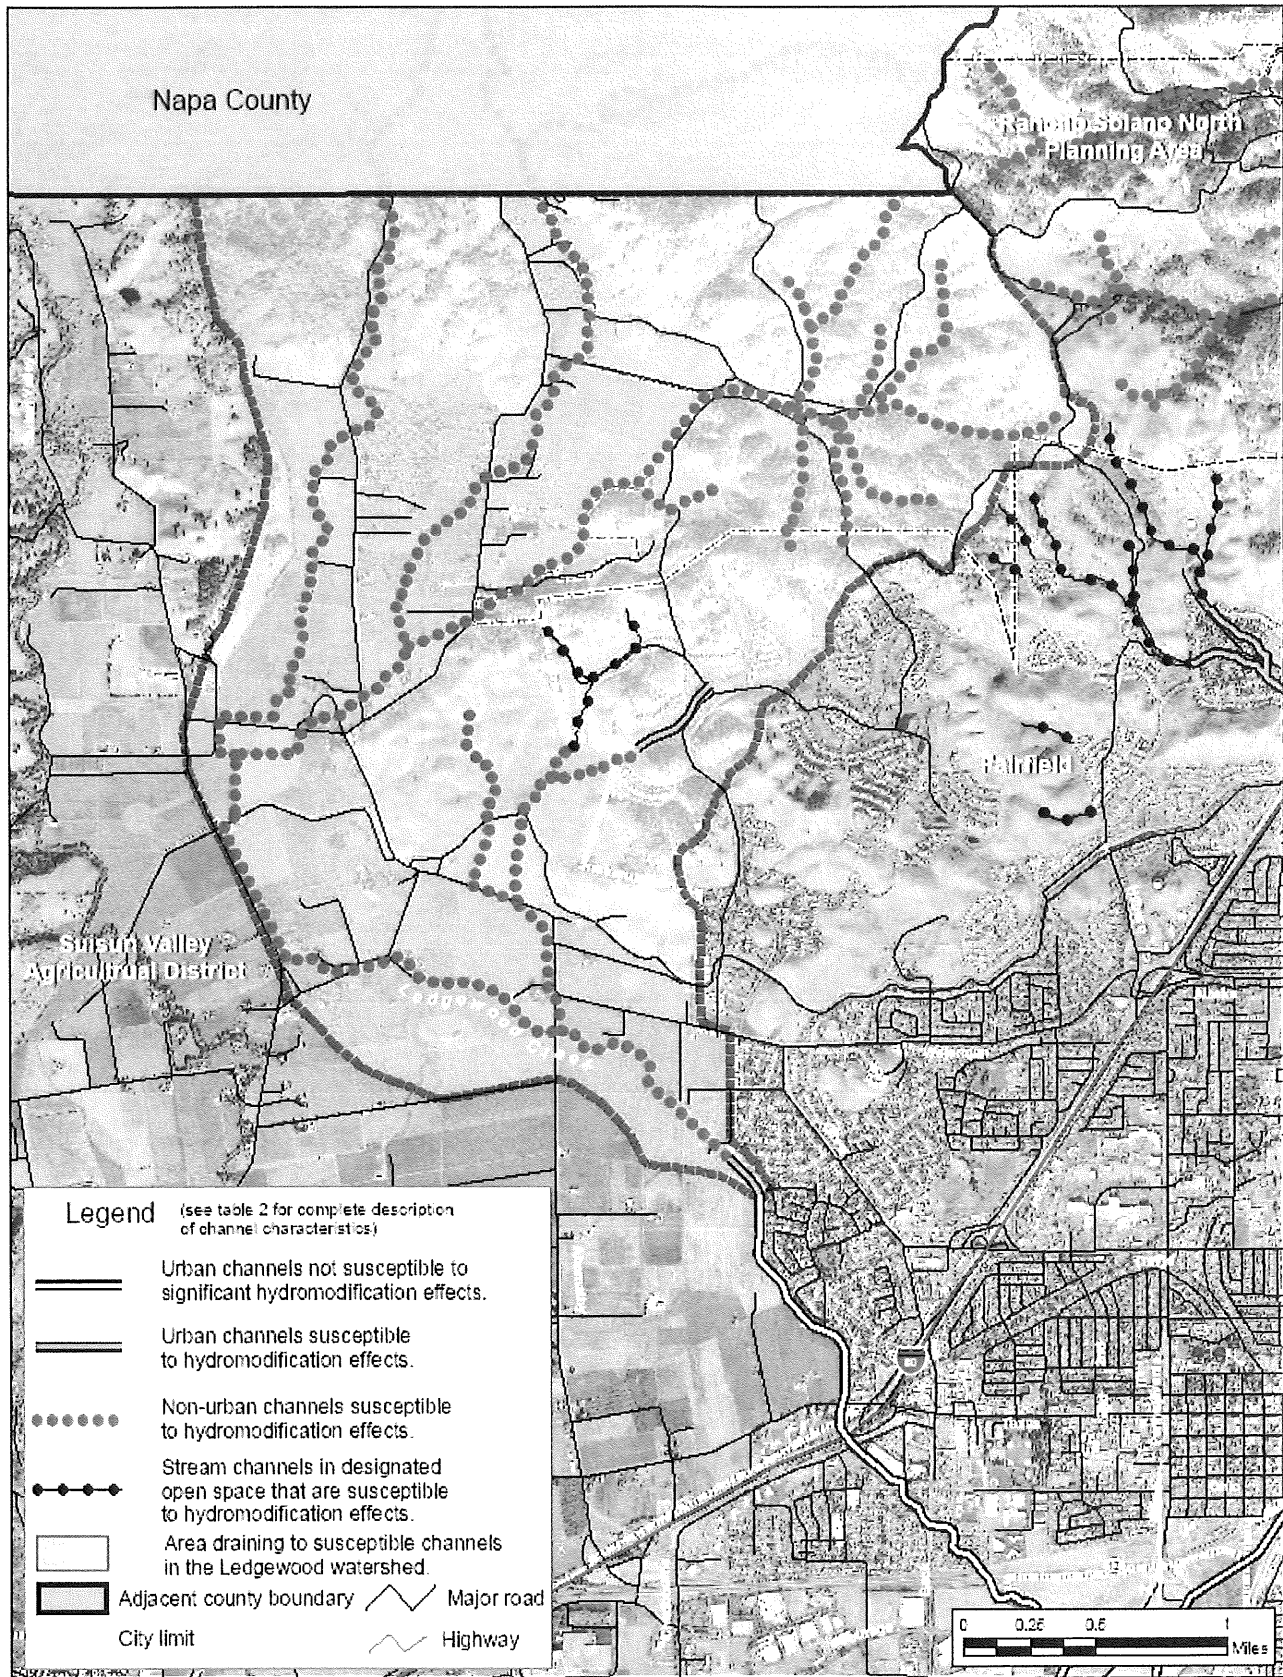 Napa County
Rancho Solano North
Planning Area
Fairfield
Suisun Valley
Agricultrual District
Ledgewood Creek
80
Legend
(see table 2 for complete description
of channel characteristics)
Urban channels not susceptible to
significant hydromodification effects.
Urban channels susceptible
to hydromodification effects.
Non-urban channels susceptible
to hydromodification effects.
Stream channels in designated
open space that are susceptible
to hydromodification effects.
Area draining to susceptible channels
in the Ledgewood watershed.
Adjacent county boundary
Major road
City limit
Highway
0 0.25 0.5 1
Miles